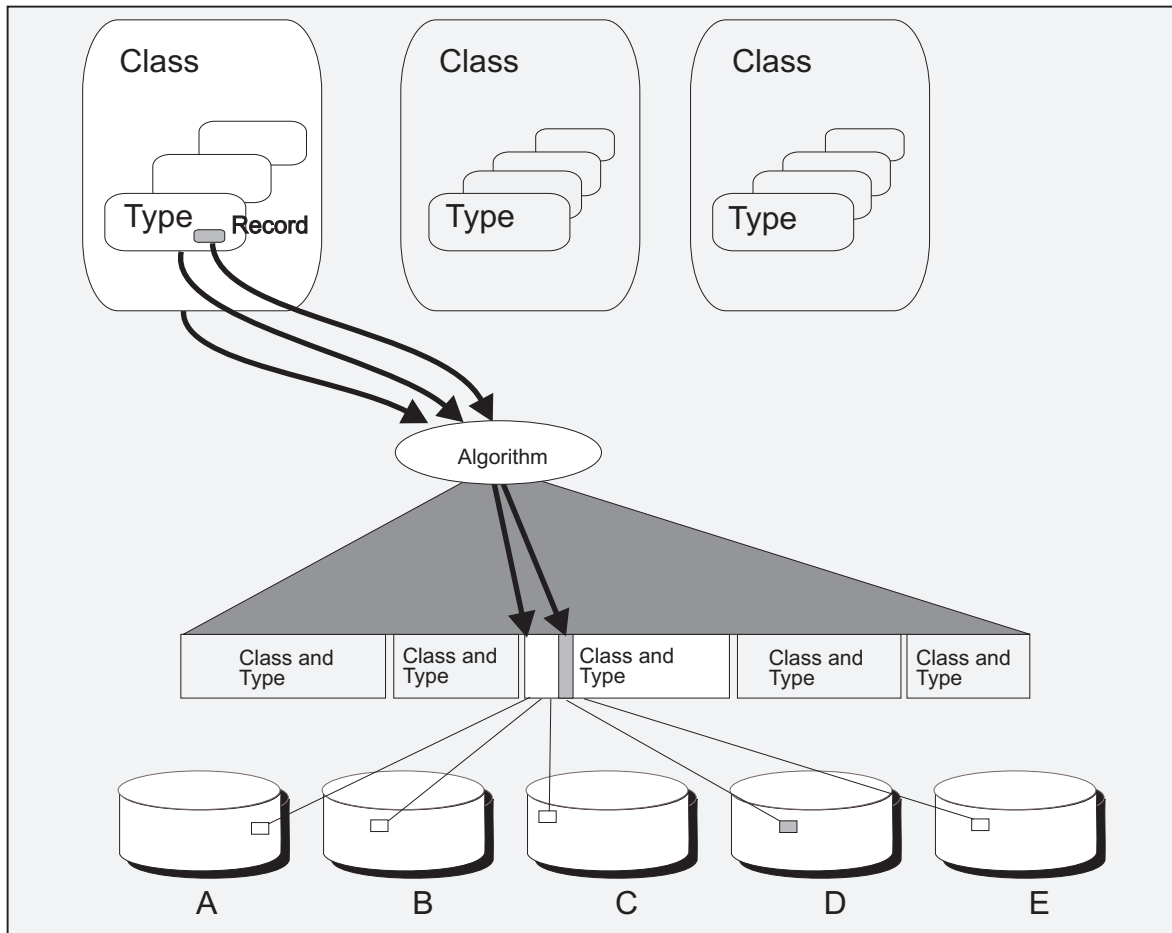 Class
Class
Class
Type
Record
Type
Type
Algorithm
Class and
Type
Class and
Type
Class and
Type
Class and
Type
Class and
Type
A
B
C
D
E